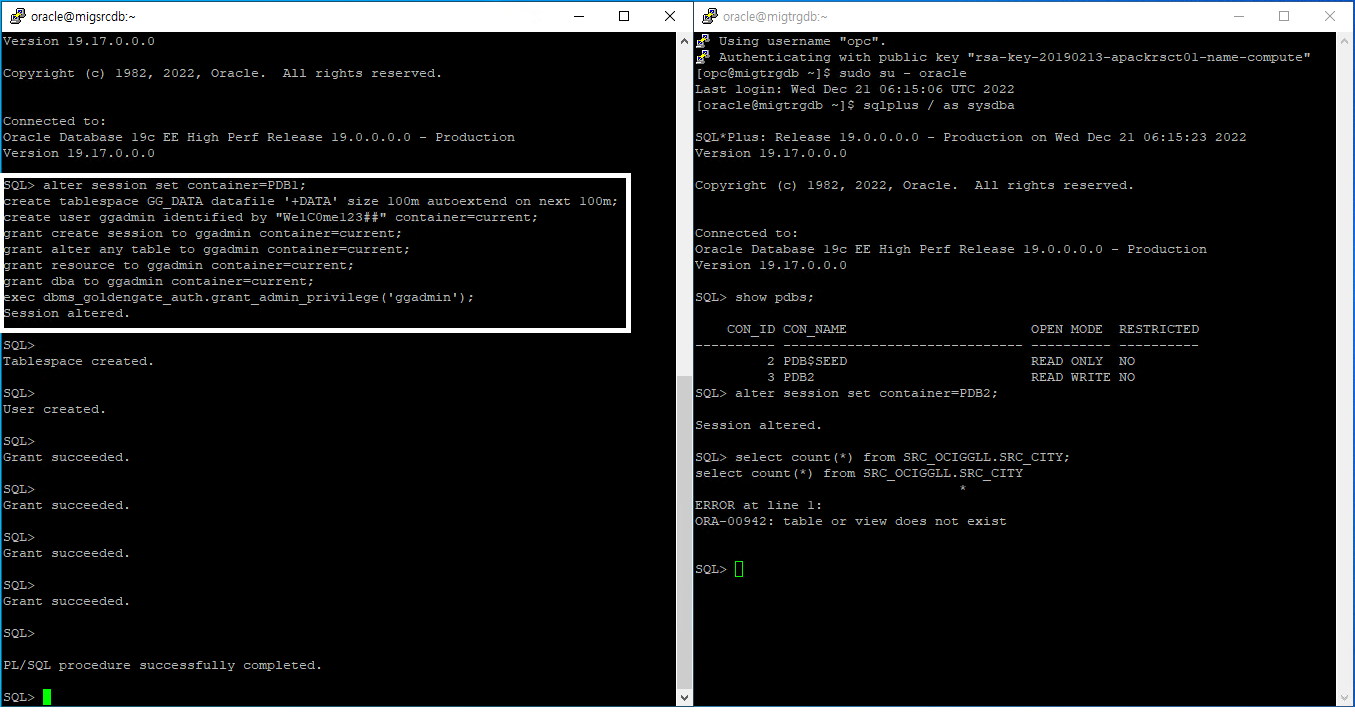 oracle@migsrcdb:~
Version 19.17.0.0.0
Copyright (c) 1982, 2022, Oracle.  All rights reserved.
Connected to:
Oracle Database 19c EE High Perf Release 19.0.0.0.0 - Production
Version 19.17.0.0.0
SQL> alter session set container=PDB1;
create tablespace GG_DATA datafile '+DATA' size 100m autoextend on next 100m;
create user ggadmin identified by "WelC0me123##" container=current;
grant create session to ggadmin container=current;
grant alter any table to ggadmin container=current;
grant resource to ggadmin container=current;
grant dba to ggadmin container=current;
exec dbms_goldengate_auth.grant_admin_privilege('ggadmin');
Session altered.
SQL>
Tablespace created.
SQL>
User created.
SQL>
Grant succeeded.
SQL>
Grant succeeded.
SQL>
Grant succeeded.
SQL>
Grant succeeded.
SQL>
PL/SQL procedure successfully completed.
SQL>
oracle@migtrgdb:~
Using username "opc".
Authenticating with public key "rsa-key-20190213-apackrsct01-name-compute"
[opc@migtrgdb ~]$ sudo su - oracle
Last login: Wed Dec 21 06:15:06 UTC 2022
[oracle@migtrgdb ~]$ sqlplus / as sysdba
SQL*Plus: Release 19.0.0.0.0 - Production on Wed Dec 21 06:15:23 2022
Version 19.17.0.0.0
Copyright (c) 1982, 2022, Oracle.  All rights reserved.
Connected to:
Oracle Database 19c EE High Perf Release 19.0.0.0.0 - Production
Version 19.17.0.0.0
SQL> show pdbs;
    CON_ID CON_NAME                       OPEN MODE  RESTRICTED
---------- ------------------------------ ---------- ----------
         2 PDB$SEED                       READ ONLY  NO
         3 PDB2                           READ WRITE NO
SQL> alter session set container=PDB2;
Session altered.
SQL> select count(*) from SRC_OCIGGLL.SRC_CITY;
select count(*) from SRC_OCIGGLL.SRC_CITY
                                 *
ERROR at line 1:
ORA-00942: table or view does not exist
SQL>